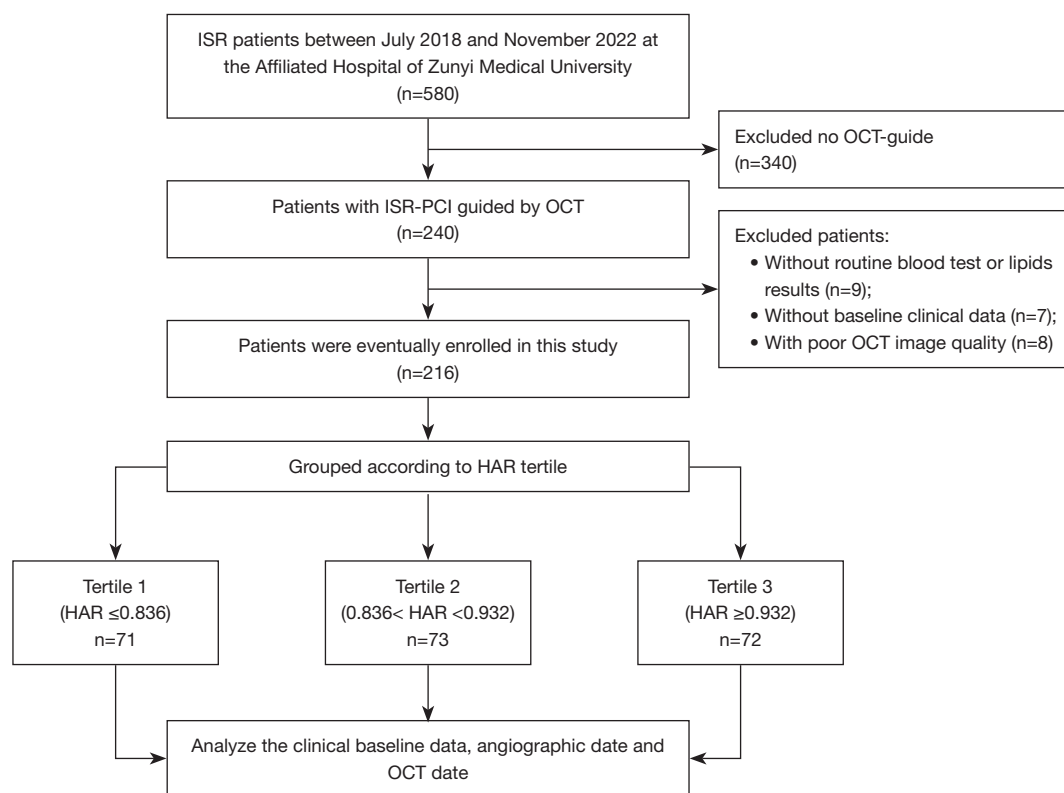 ISR patients between July 2018 and November 2022 at
the Affiliated Hospital of Zunyi Medical University
(n=580)
Excluded no OCT-guide
(n=340)
Patients with ISR-PCI guided by OCT
(n=240)
Excluded patients:
• Without routine blood test or lipids
results (n=9);
• Without baseline clinical data (n=7);
• With poor OCT image quality (n=8)
Patients were eventually enrolled in this study
(n=216)
Grouped according to HAR tertile
Tertile 1
(HAR ≤0.836)
n=71
Tertile 2
(0.836< HAR <0.932)
n=73
Tertile 3
(HAR ≥0.932)
n=72
Analyze the clinical baseline data, angiographic date and
OCT date